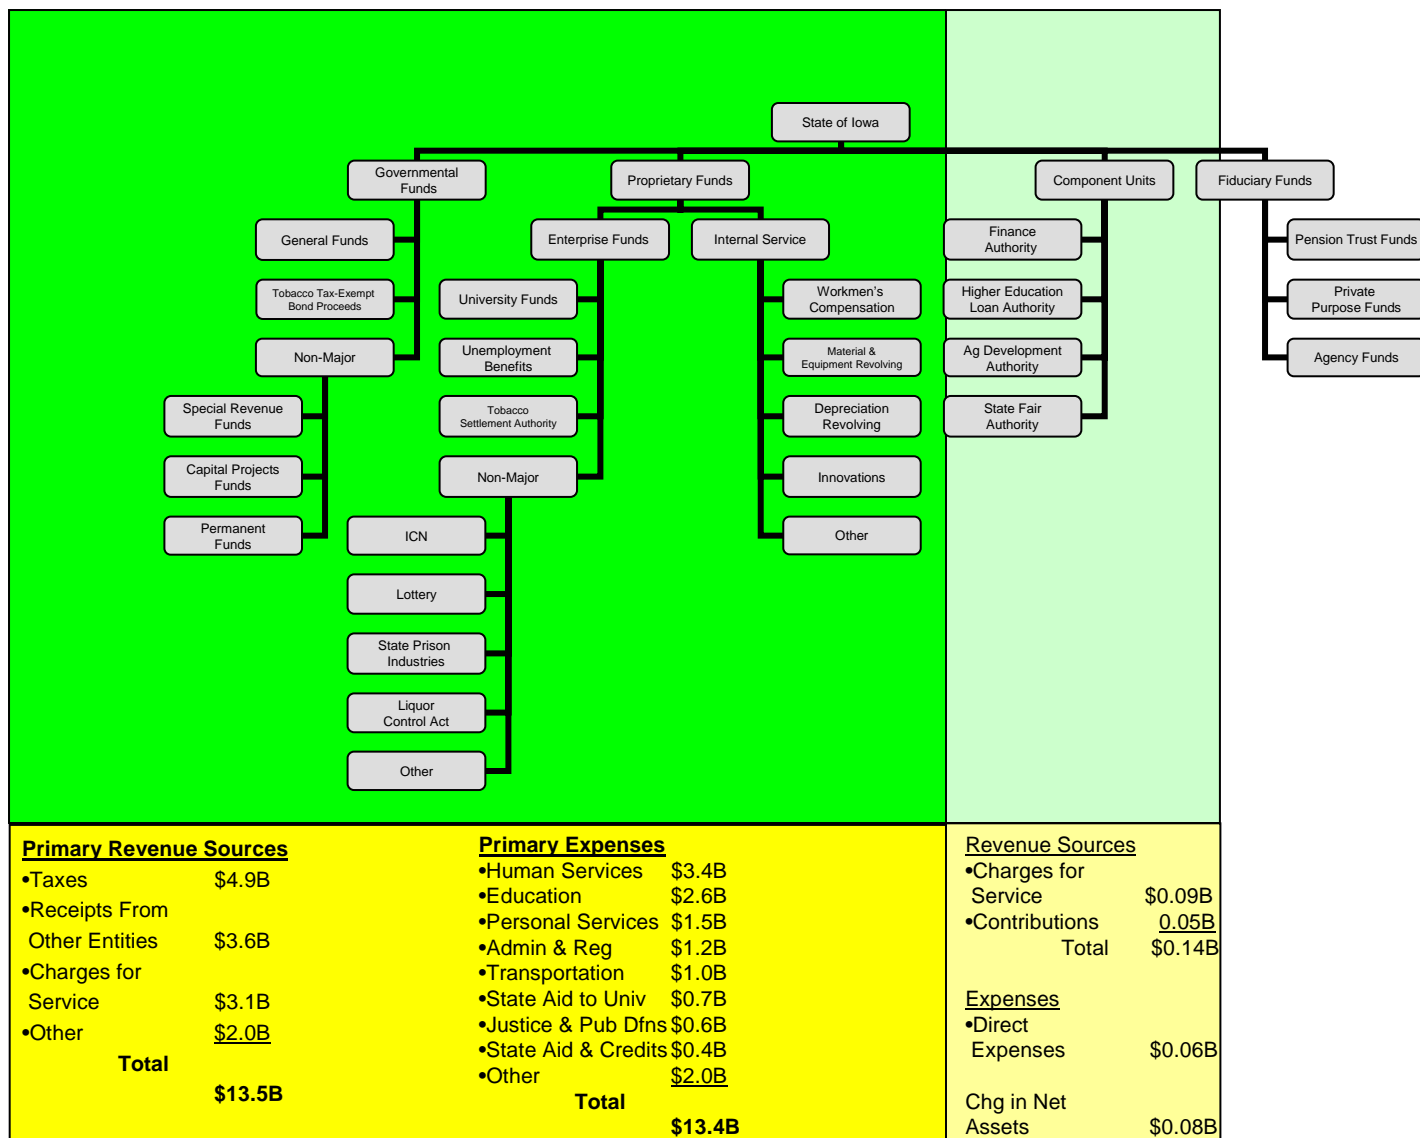 State of Iowa
Governmental
Funds
Proprietary Funds
Component Units
Fiduciary Funds
General Funds
Enterprise Funds
Internal Service
Finance
Authority
Pension Trust Funds
Tobacco Tax-Exempt
Bond Proceeds
University Funds
Workmen's
Compensation
Higher Education
Loan Authority
Private
Purpose Funds
Non-Major
Unemployment
Benefits
Material &
Equipment Revolving
Ag Development
Authority
Agency Funds
Special Revenue
Funds
Tobacco
Settlement Authority
Depreciation
Revolving
State Fair
Authority
Capital Projects
Funds
Non-Major
Innovations
Permanent
Funds
ICN
Other
Lottery
State Prison
Industries
Liquor
Control Act
Other
Primary Revenue Sources
•Taxes $4.9B
•Receipts From
Other Entities $3.6B
•Charges for
Service $3.1B
•Other $2.0B
Total
$13.5B
Primary Expenses
•Human Services $3.4B
•Education $2.6B
•Personal Services $1.5B
•Admin & Reg $1.2B
•Transportation $1.0B
•State Aid to Univ $0.7B
•Justice & Pub Dfns $0.6B
•State Aid & Credits $0.4B
•Other $2.0B
Total
$13.4B
Revenue Sources
•Charges for
Service $0.09B
•Contributions 0.05B
Total $0.14B
Expenses
•Direct
Expenses $0.06B
Chg in Net
Assets $0.08B